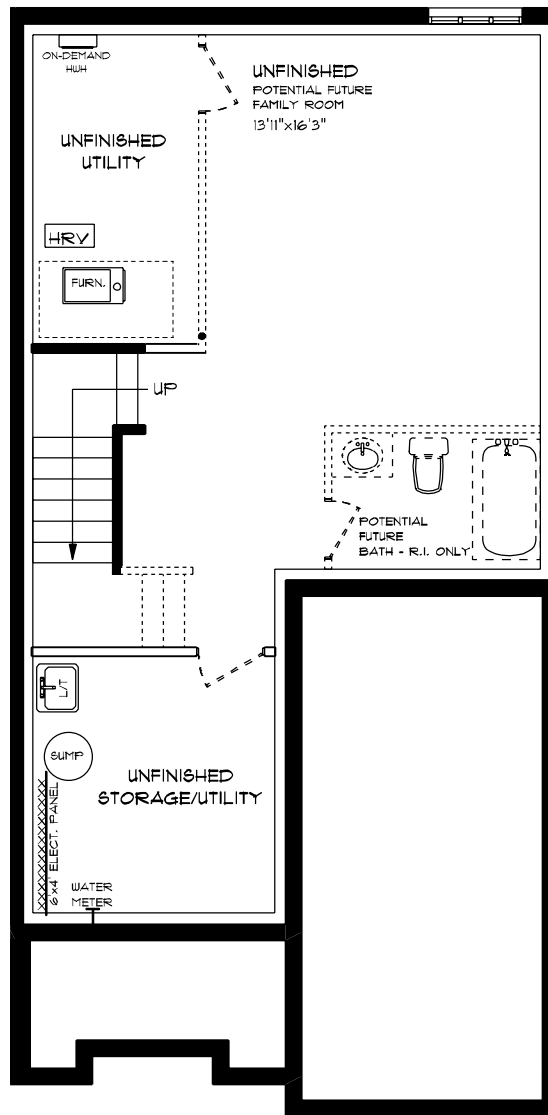 ON-DEMAND
HWH
UNFINISHED
POTENTIAL FUTURE
FAMILY ROOM
13'11"x16'3"
UNFINISHED
UTILITY
HRV
FURN.
UP
POTENTIAL
FUTURE
BATH - R.I. ONLY
L/T
SUMP
UNFINISHED
STORAGE/UTILITY
6'x4' ELECT. PANEL
WATER
METER